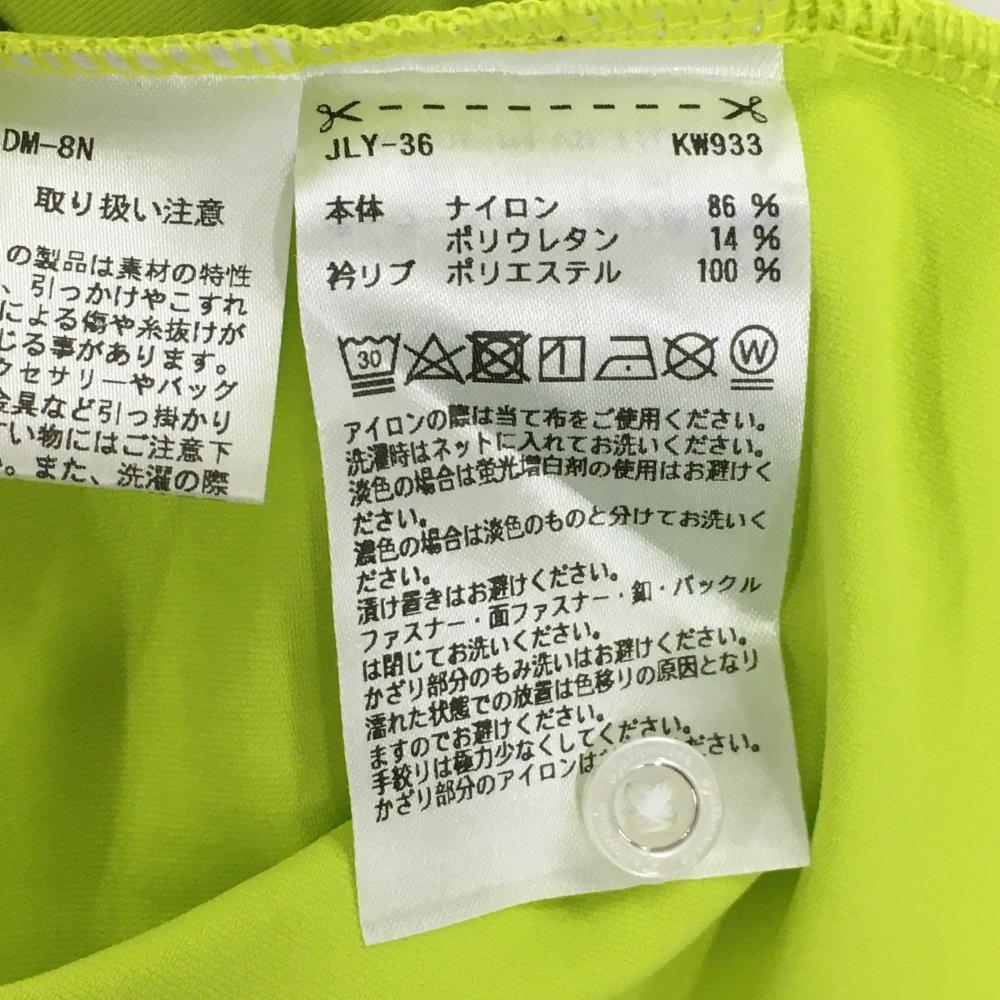 DM-8N
取り扱い注意
の製品は素材の特性
、引っかけやこすれ
による傷や糸抜けが
じる事があります。
クセサリーやバッグ
金具など引っ掛かり
すい物にはご注意下
。また、洗濯の際
JLY-36 KW933
本体 ナイロン 86 %
ポリウレタン 14 %
衿リブ ポリエステル 100 %
30
W
アイロンの際は当て布をご使用ください。
洗濯時はネットに入れてお洗いください。
淡色の場合は蛍光増白剤の使用はお避けく
ださい。
濃色の場合は淡色のものと分けてお洗いく
ださい。
漬け置きはお避けください。
ファスナー・面ファスナー・釦・バックル
は閉じてお洗いください。
かざり部分のもみ洗いはお避けください。
濡れた状態での放置は色移りの原因となり
ますのでお避けください。
手絞りは極力少なくしてください。
かざり部分のアイロンは ださい。